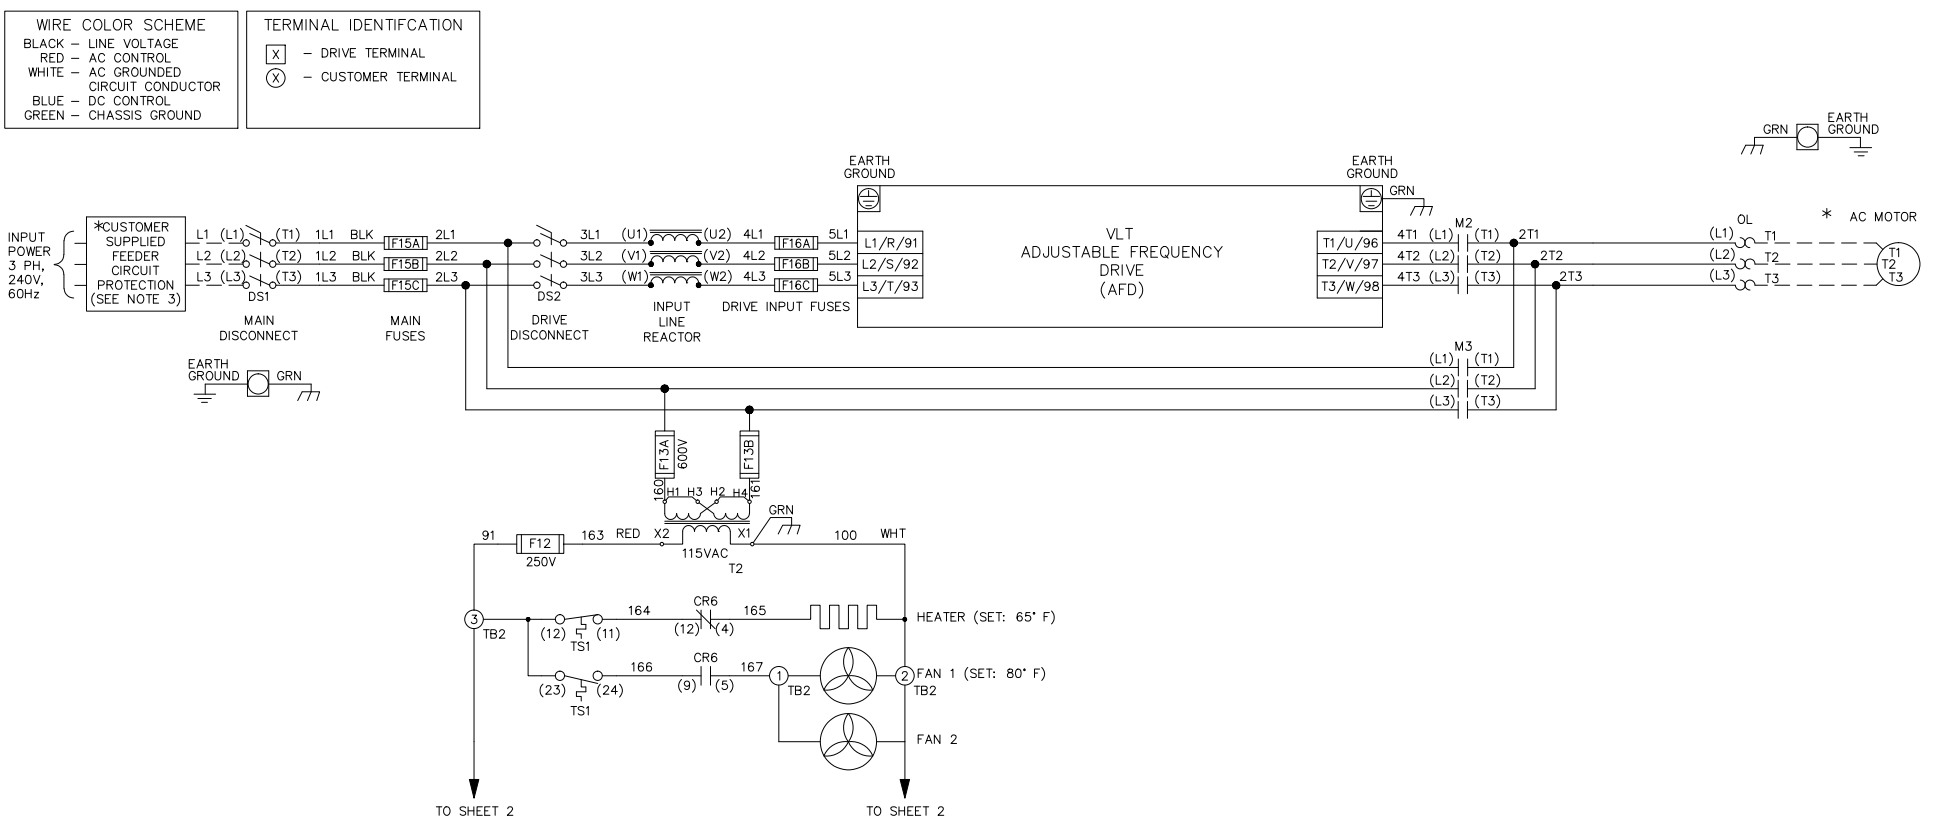 WIRE COLOR SCHEME
BLACK – LINE VOLTAGE
RED – AC CONTROL
WHITE – AC GROUNDED
CIRCUIT CONDUCTOR
BLUE – DC CONTROL
GREEN – CHASSIS GROUND
TERMINAL IDENTIFCATION
X – DRIVE TERMINAL
X – CUSTOMER TERMINAL
GRN
EARTH
GROUND
INPUT
POWER
3 PH,
240V,
60Hz
*CUSTOMER
SUPPLIED
FEEDER
CIRCUIT
PROTECTION
(SEE NOTE 3)
L1 (L1) (T1) 1L1 BLK F15A 2L1
L2 (L2) (T2) 1L2 BLK F15B 2L2
L3 (L3) (T3) 1L3 BLK F15C 2L3
DS1
MAIN
DISCONNECT
MAIN
FUSES
3L1 (U1) (U2) 4L1 F16A 5L1
3L2 (V1) (V2) 4L2 F16B 5L2
3L3 (W1) (W2) 4L3 F16C 5L3
DS2
DRIVE
DISCONNECT
INPUT
LINE
REACTOR
DRIVE INPUT FUSES
EARTH
GROUND
L1/R/91
L2/S/92
L3/T/93
VLT
ADJUSTABLE FREQUENCY
DRIVE
(AFD)
EARTH
GROUND
GRN
T1/U/96
T2/V/97
T3/W/98
M2
4T1 (L1) (T1) 2T1
4T2 (L2) (T2) 2T2
4T3 (L3) (T3) 2T3
OL
(L1) T1
(L2) T2
(L3) T3
* AC MOTOR
T1
T2
T3
M3
(L1) (T1)
(L2) (T2)
(L3) (T3)
EARTH
GROUND
GRN
F13A
600V
F13B
160
H1 H3 H2 H4
161
GRN
91 F12 163 RED X2 X1 100 WHT
250V
115VAC
T2
3
TB2
164 CR6 165
(12) (11) (12) (4)
TS1
HEATER (SET: 65° F)
166 CR6 167
(23) (24) (9) (5)
TS1
1
TB2
2
TB2
FAN 1 (SET: 80° F)
FAN 2
TO SHEET 2
TO SHEET 2